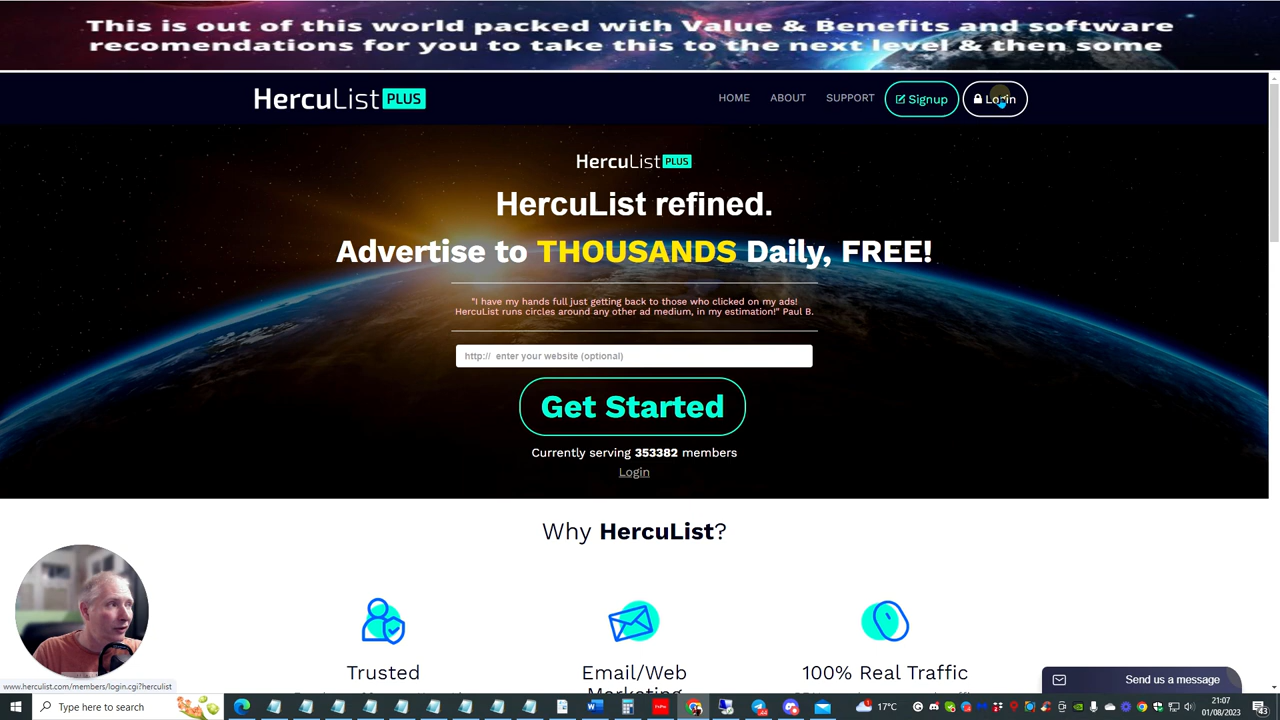 This is out of this world packed with Value & Benefits and software
recomendations for you to take this to the next level & then some
HercuList PLUS
HOME
ABOUT
SUPPORT
Signup
Login
HercuList PLUS
HercuList refined.
Advertise to THOUSANDS Daily, FREE!
"I have my hands full just getting back to those who clicked on my ads!
HercuList runs circles around any other ad medium, in my estimation!" Paul B.
http:// enter your website (optional)
Get Started
Currently serving 353382 members
Login
Why HercuList?
Trusted
Email/Web
Marketing
100% Real Traffic
Send us a message
www.herculist.com/members/login.cgi?herculist
Type here to search
17°C
21:07
01/08/2023